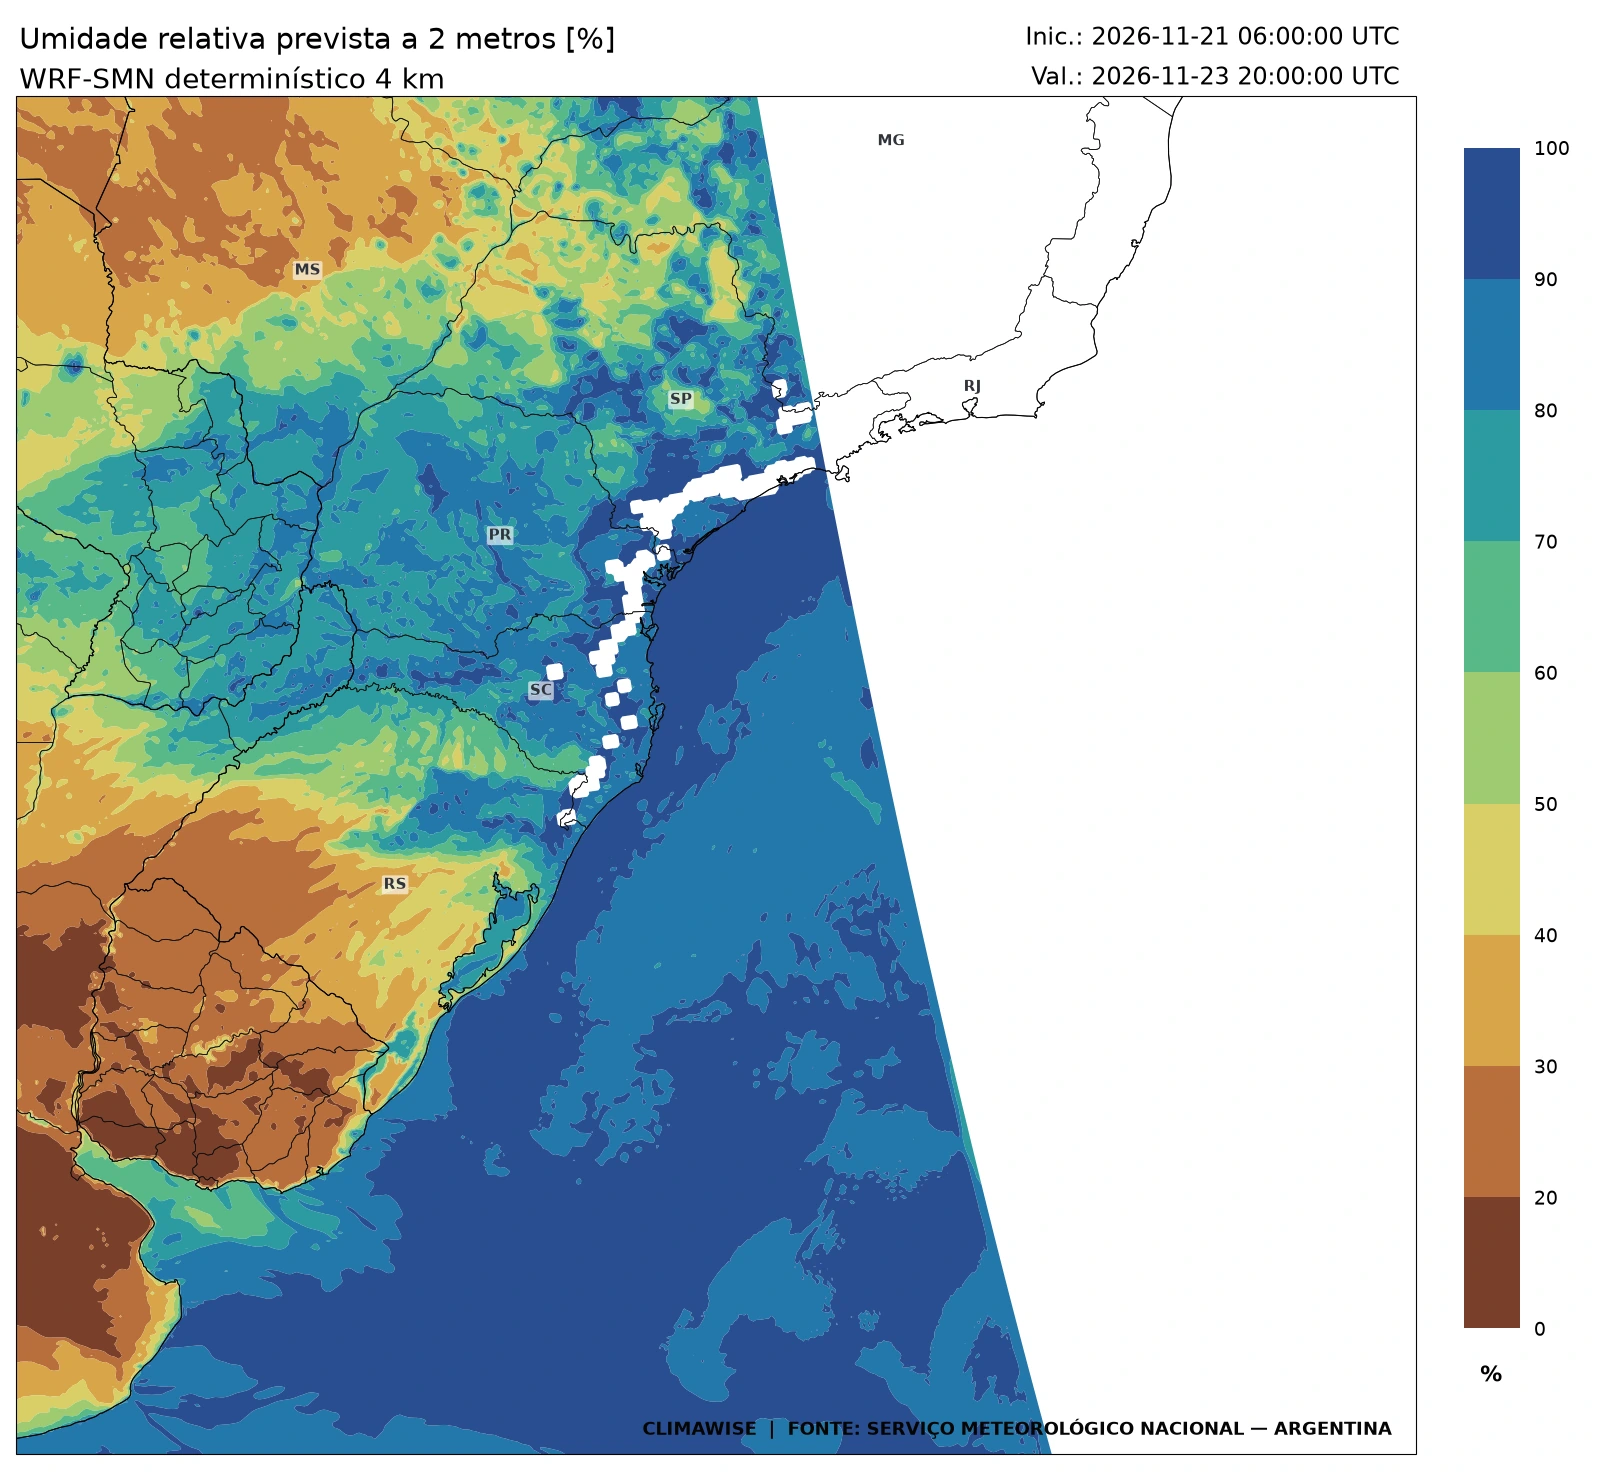 Umidade relativa prevista a 2 metros [%]
WRF-SMN determinístico 4 km
Inic.: 2026-11-21 06:00:00 UTC
Val.: 2026-11-23 20:00:00 UTC
MG
MS
RJ
SP
PR
SC
RS
100
90
80
70
60
50
40
30
20
0
%
CLIMAWISE | FONTE: SERVIÇO METEOROLÓGICO NACIONAL — ARGENTINA